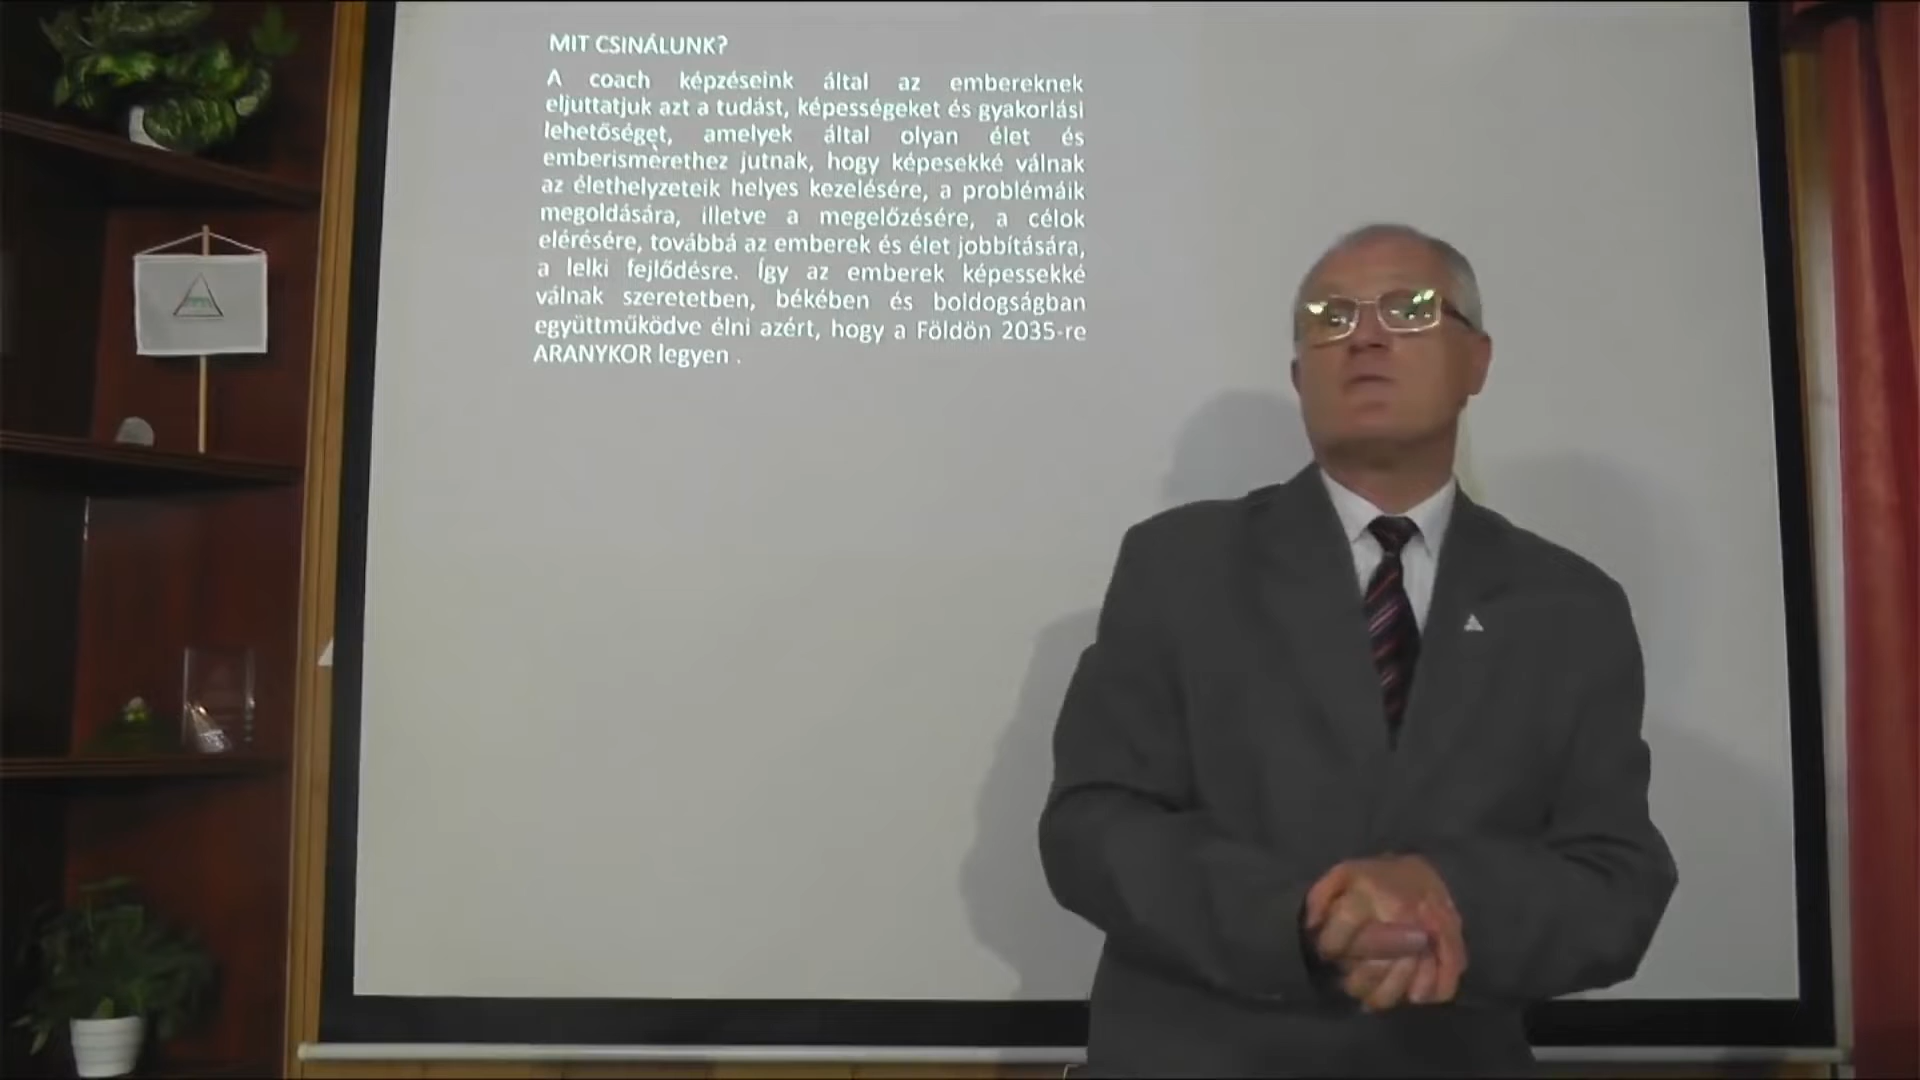 MIT CSINÁLUNK?
A coach képzéseink által az embereknek
eljuttatjuk azt a tudást, képességeket és gyakorlási
lehetőséget, amelyek által olyan élet és
emberismerethez jutnak, hogy képesekké válnak
az élethelyzeteik helyes kezelésére, a problémáik
megoldására, illetve a megelőzésére, a célok
elérésére, továbbá az emberek és élet jobbítására,
a lelki fejlődésre. Így az emberek képessekké
válnak szeretetben, békében és boldogságban
együttműködve élni azért, hogy a Földön 2035-re
ARANYKOR legyen .